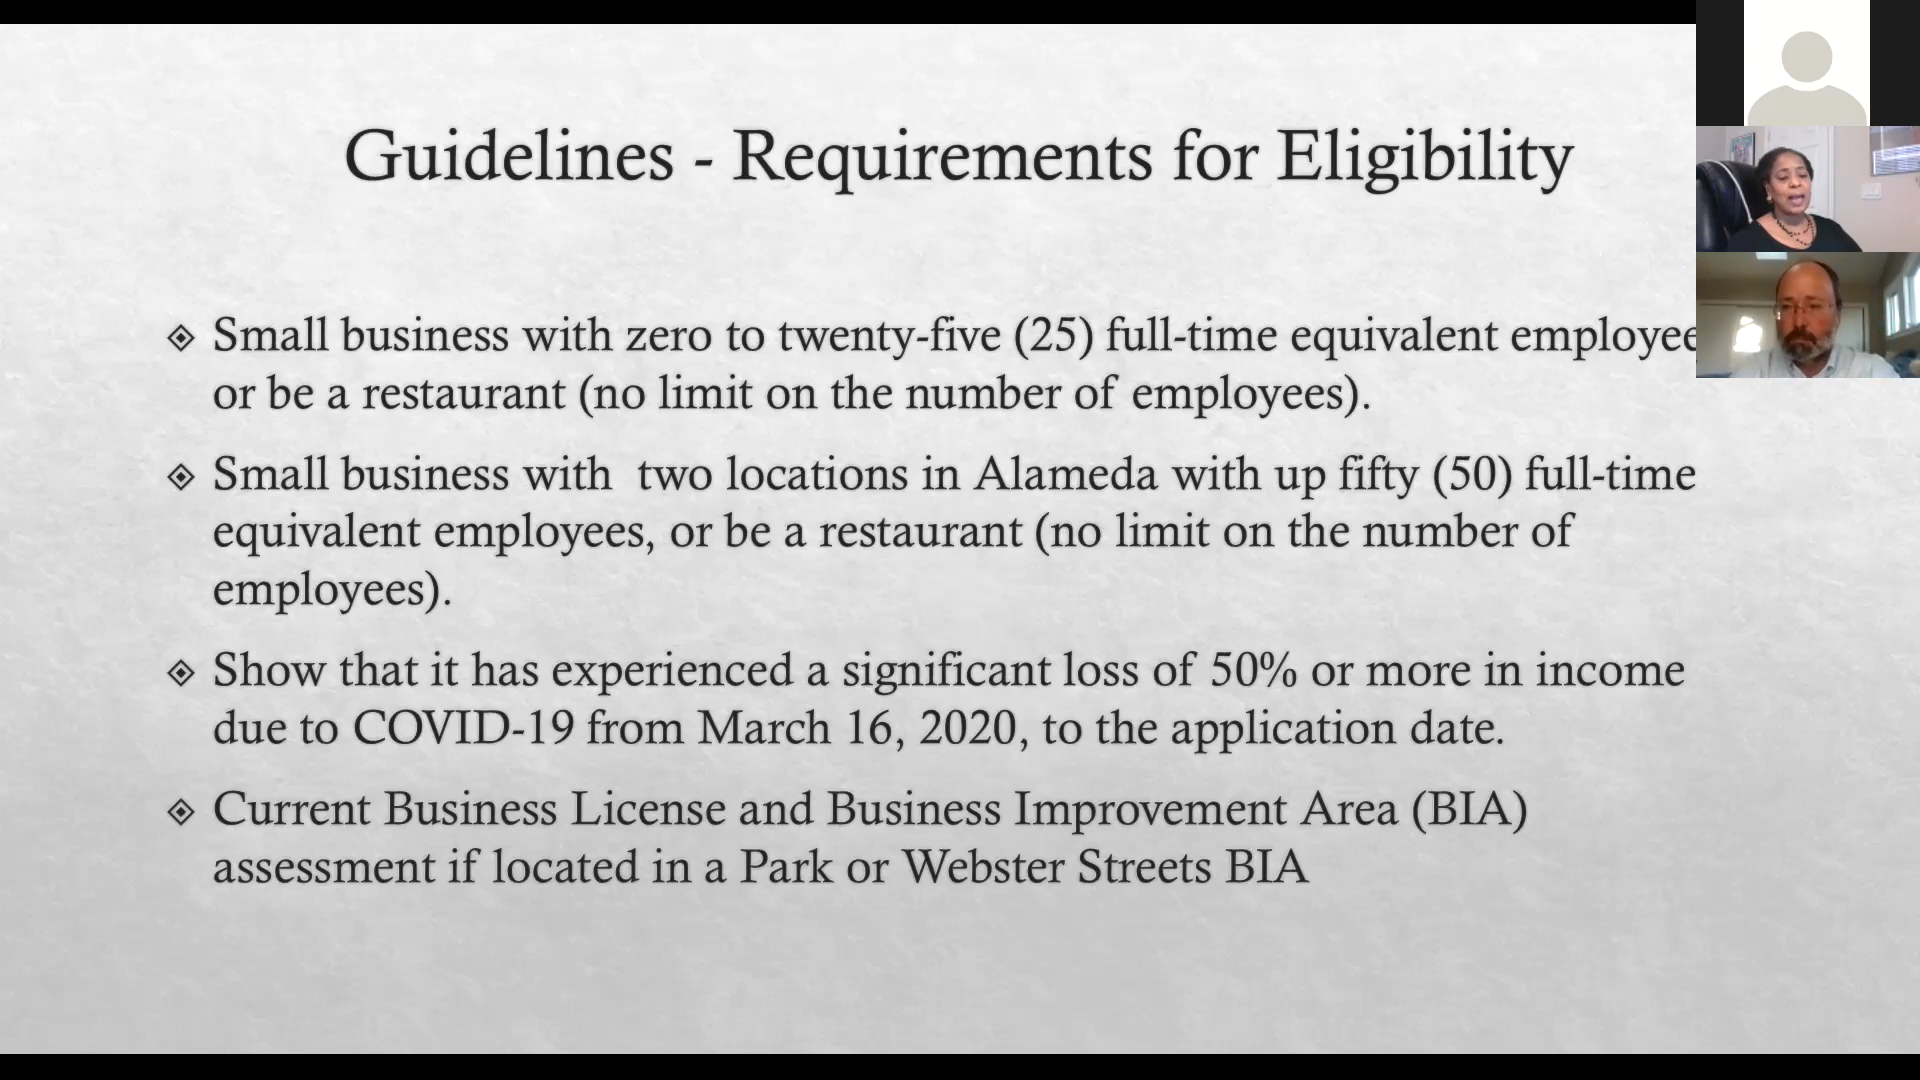 Guidelines - Requirements for Eligibility
Small business with zero to twenty-five (25) full-time equivalent employee
or be a restaurant (no limit on the number of employees).
Small business with  two locations in Alameda with up fifty (50) full-time
equivalent employees, or be a restaurant (no limit on the number of
employees).
Show that it has experienced a significant loss of 50% or more in income
due to COVID-19 from March 16, 2020, to the application date.
Current Business License and Business Improvement Area (BIA)
assessment if located in a Park or Webster Streets BIA